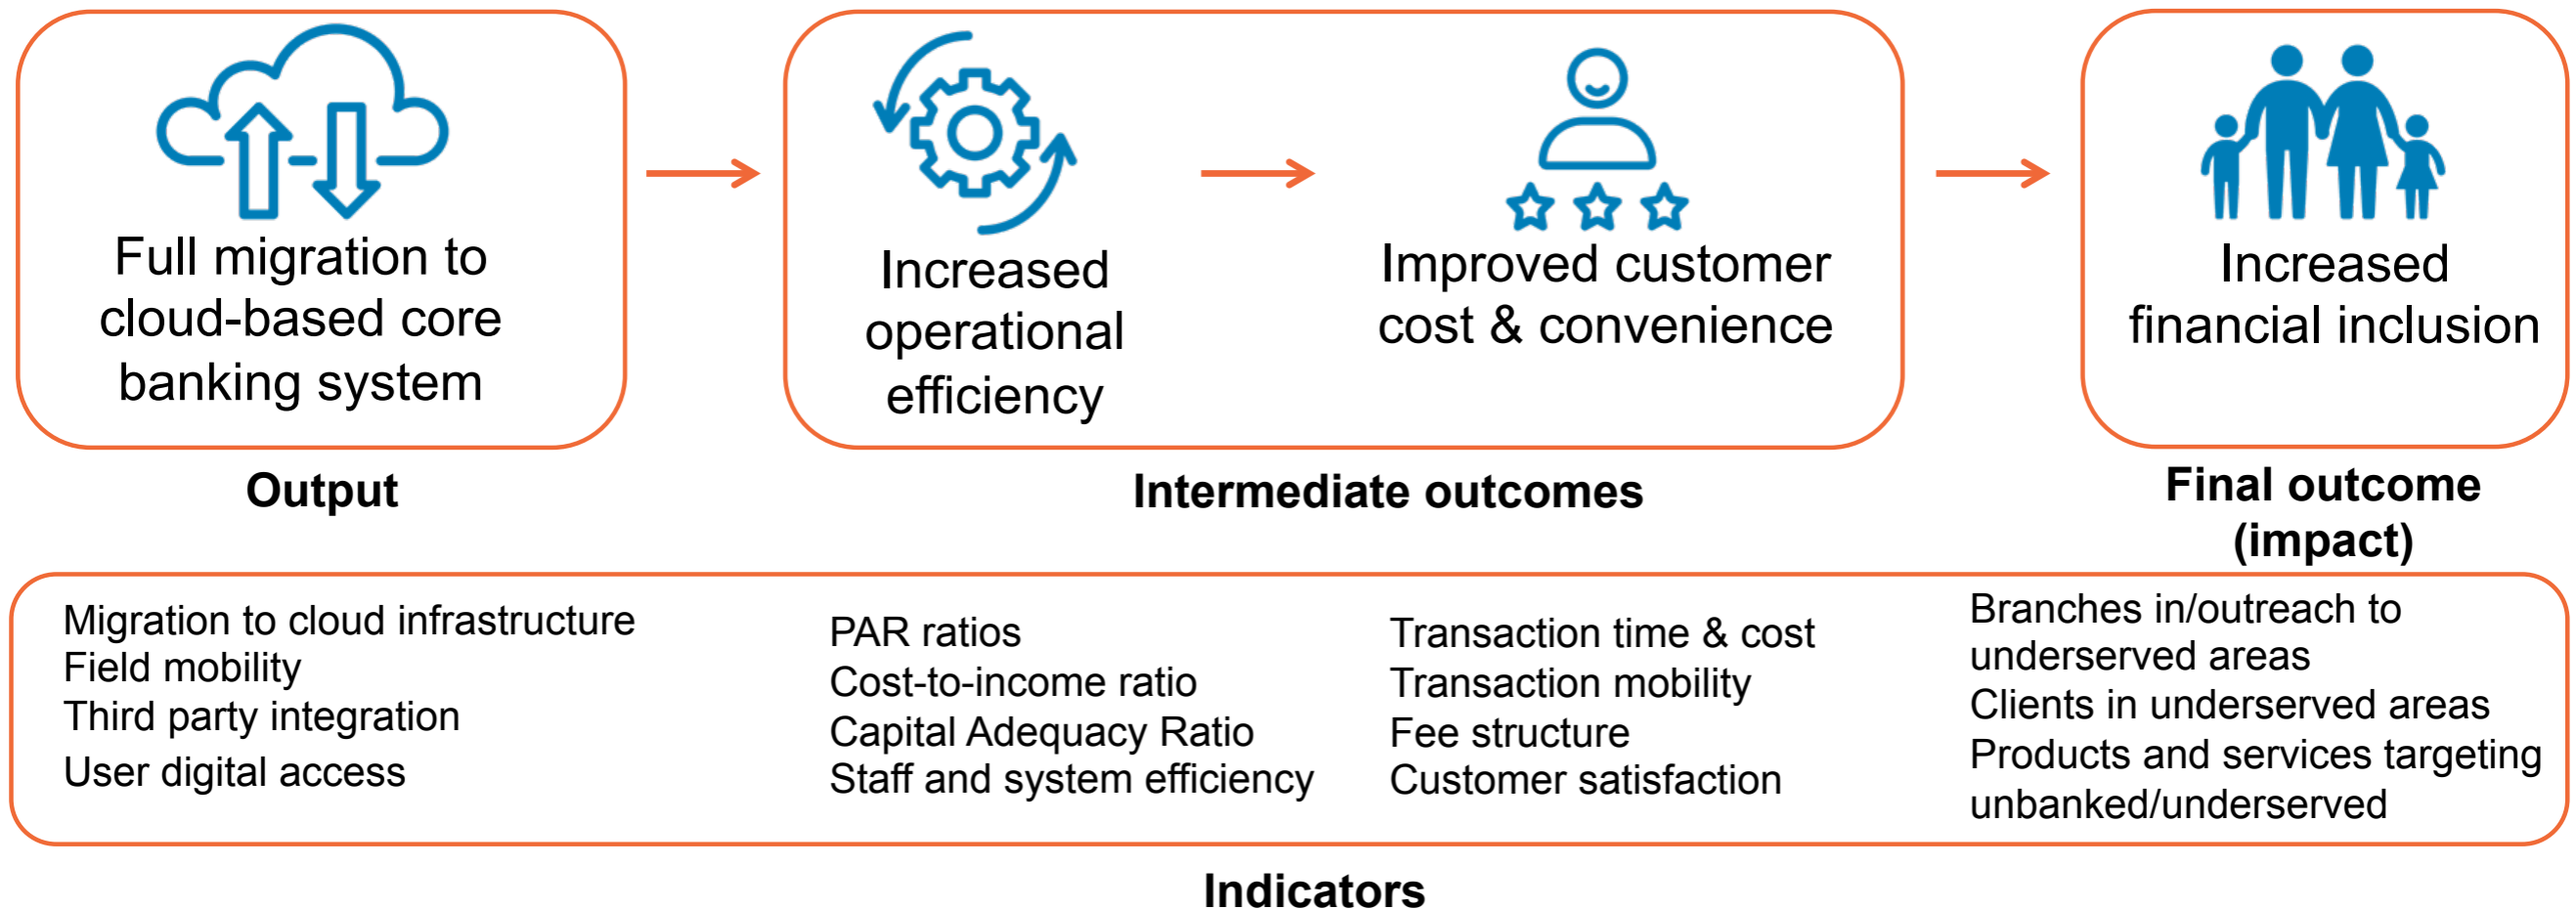 Full migration to
cloud-based core
banking system
Increased
operational
efficiency
Improved customer
cost & convenience
Increased
financial inclusion
Output
Intermediate outcomes
Final outcome
(impact)
Migration to cloud infrastructure
Field mobility
Third party integration
User digital access
PAR ratios
Cost-to-income ratio
Capital Adequacy Ratio
Staff and system efficiency
Transaction time & cost
Transaction mobility
Fee structure
Customer satisfaction
Branches in/outreach to
underserved areas
Clients in underserved areas
Products and services targeting
unbanked/underserved
Indicators